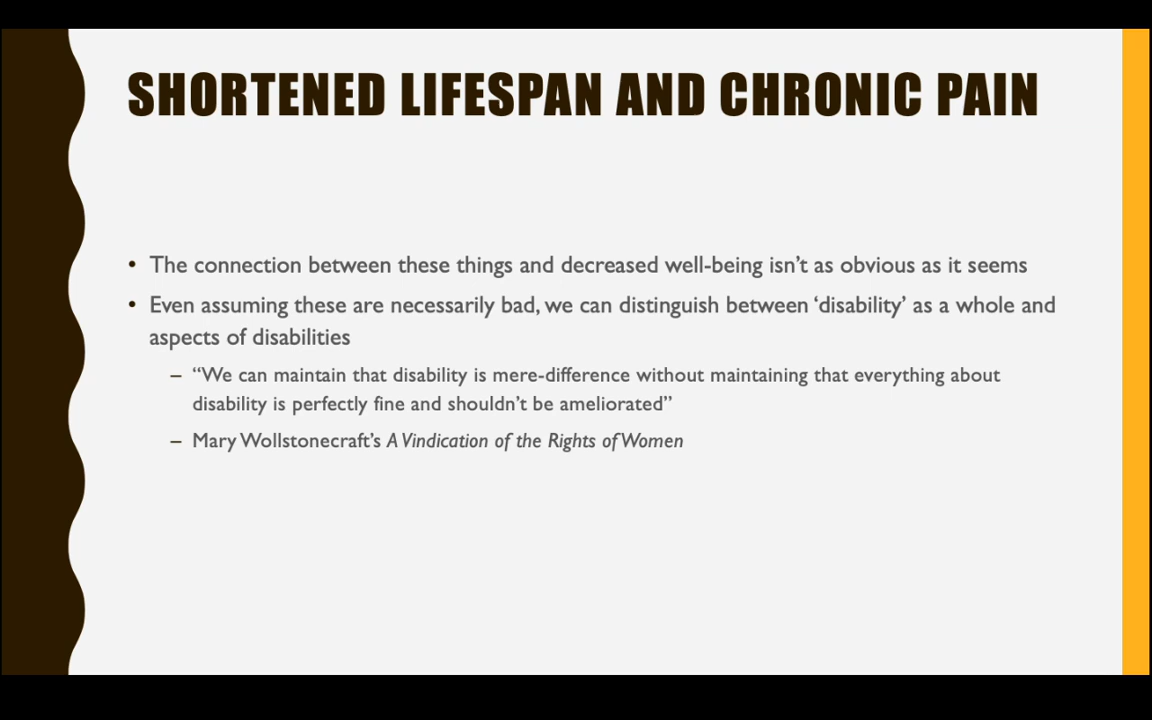 SHORTENED LIFESPAN AND CHRONIC PAIN
• The connection between these things and decreased well-being isn’t as obvious as it seems
• Even assuming these are necessarily bad, we can distinguish between ‘disability’ as a whole and
aspects of disabilities
– “We can maintain that disability is mere-difference without maintaining that everything about
disability is perfectly fine and shouldn’t be ameliorated”
– Mary Wollstonecraft’s A Vindication of the Rights of Women